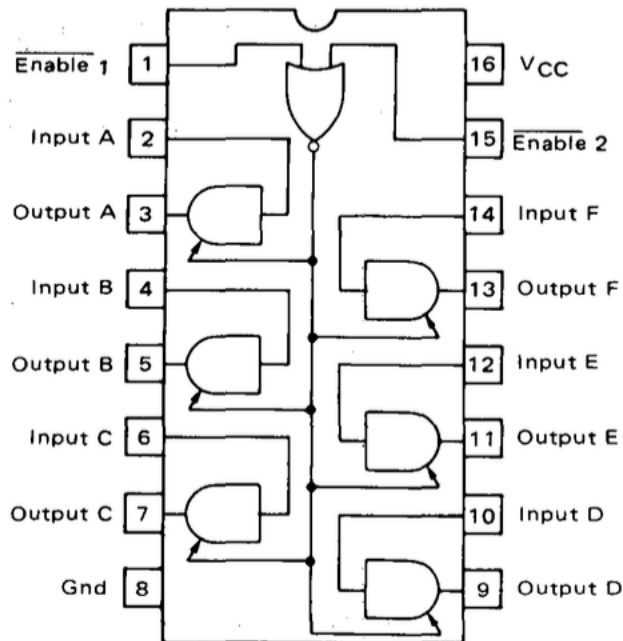 Enable 1 1
16 VCC
Input A 2
15 Enable 2
Output A 3
14 Input F
Input B 4
13 Output F
Output B 5
12 Input E
Input C 6
11 Output E
Output C 7
10 Input D
Gnd 8
9 Output D